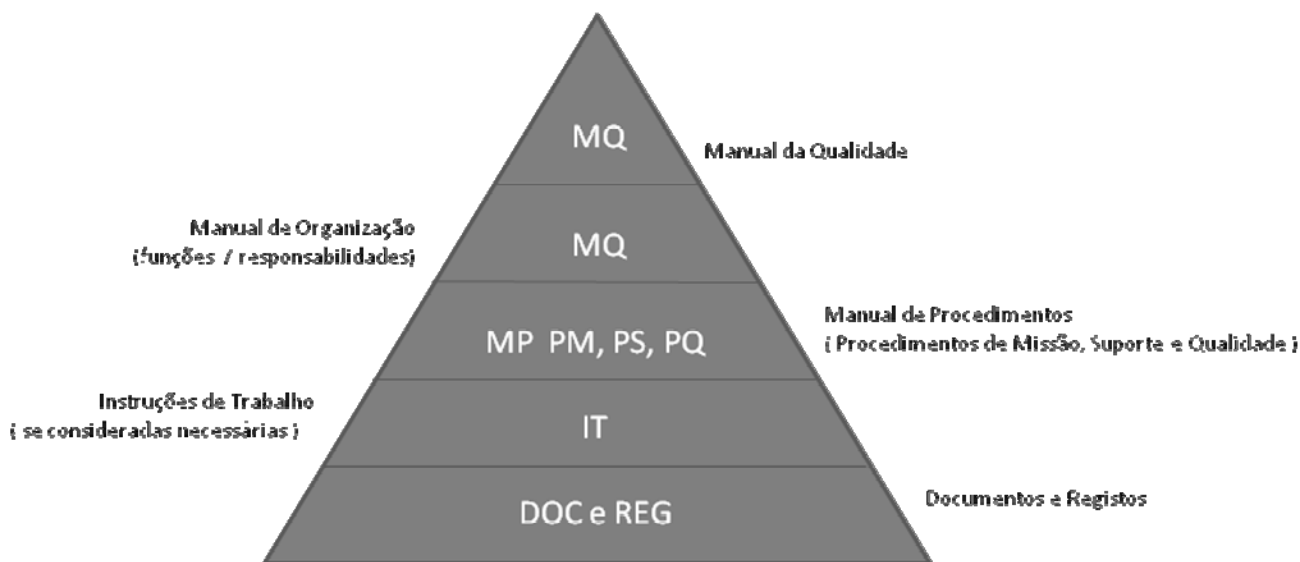 MQ
Manual da Qualidade
Manual de Organização
(funções / responsabilidades)
MQ
MP PM, PS, PQ
Manual de Procedimentos
( Procedimentos de Missão, Suporte e Qualidade )
Instruções de Trabalho
( se consideradas necessárias )
IT
DOC e REG
Documentos e Registos